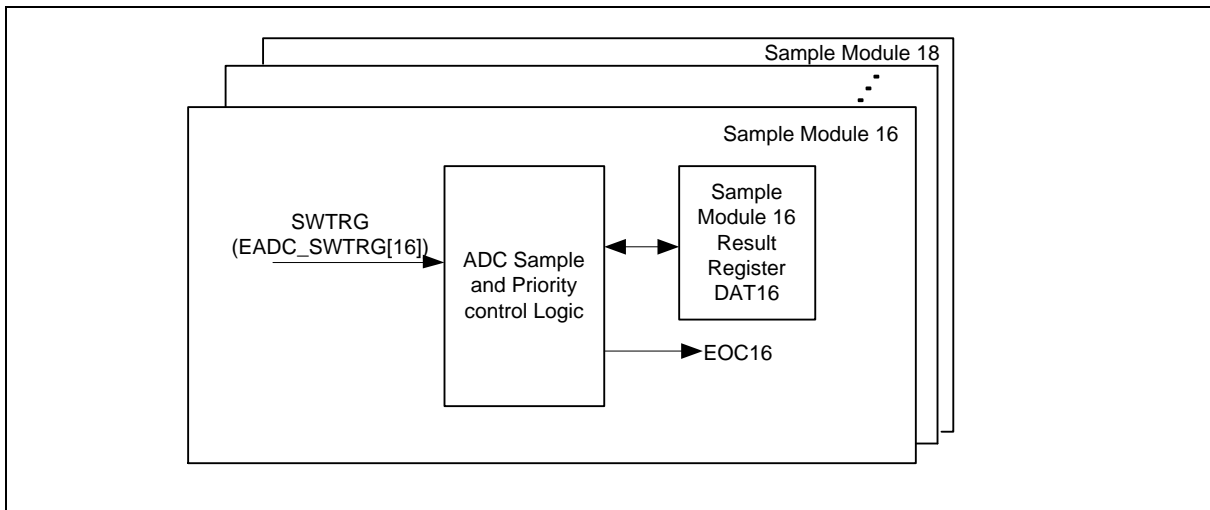 Sample Module 18
Sample Module 16
SWTRG
(EADC_SWTRG[16])
ADC Sample
and Priority
control Logic
Sample
Module 16
Result
Register
DAT16
EOC16